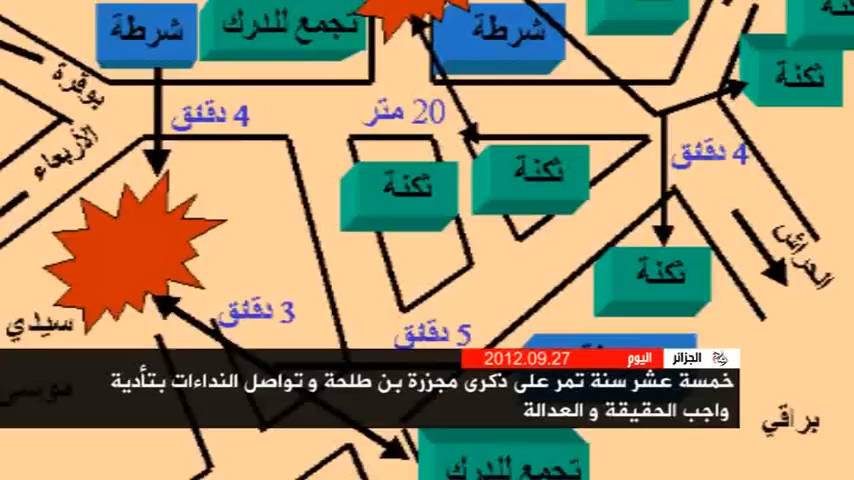 شرطة
تجمع للدرك
شرطة
ثكنة
بوقرة
4 دقائق
20 متر
الأربعاء
ثكنة
ثكنة
4 دقائق
الحراش
ثكنة
3 دقائق
سيدي
موسى
5 دقائق
الجزائر اليوم 2012.09.27
خمسة عشر سنة تمر على ذكرى مجزرة بن طلحة و تواصل النداءات بتأدية
واجب الحقيقة و العدالة
براقي
تجمع للدرك